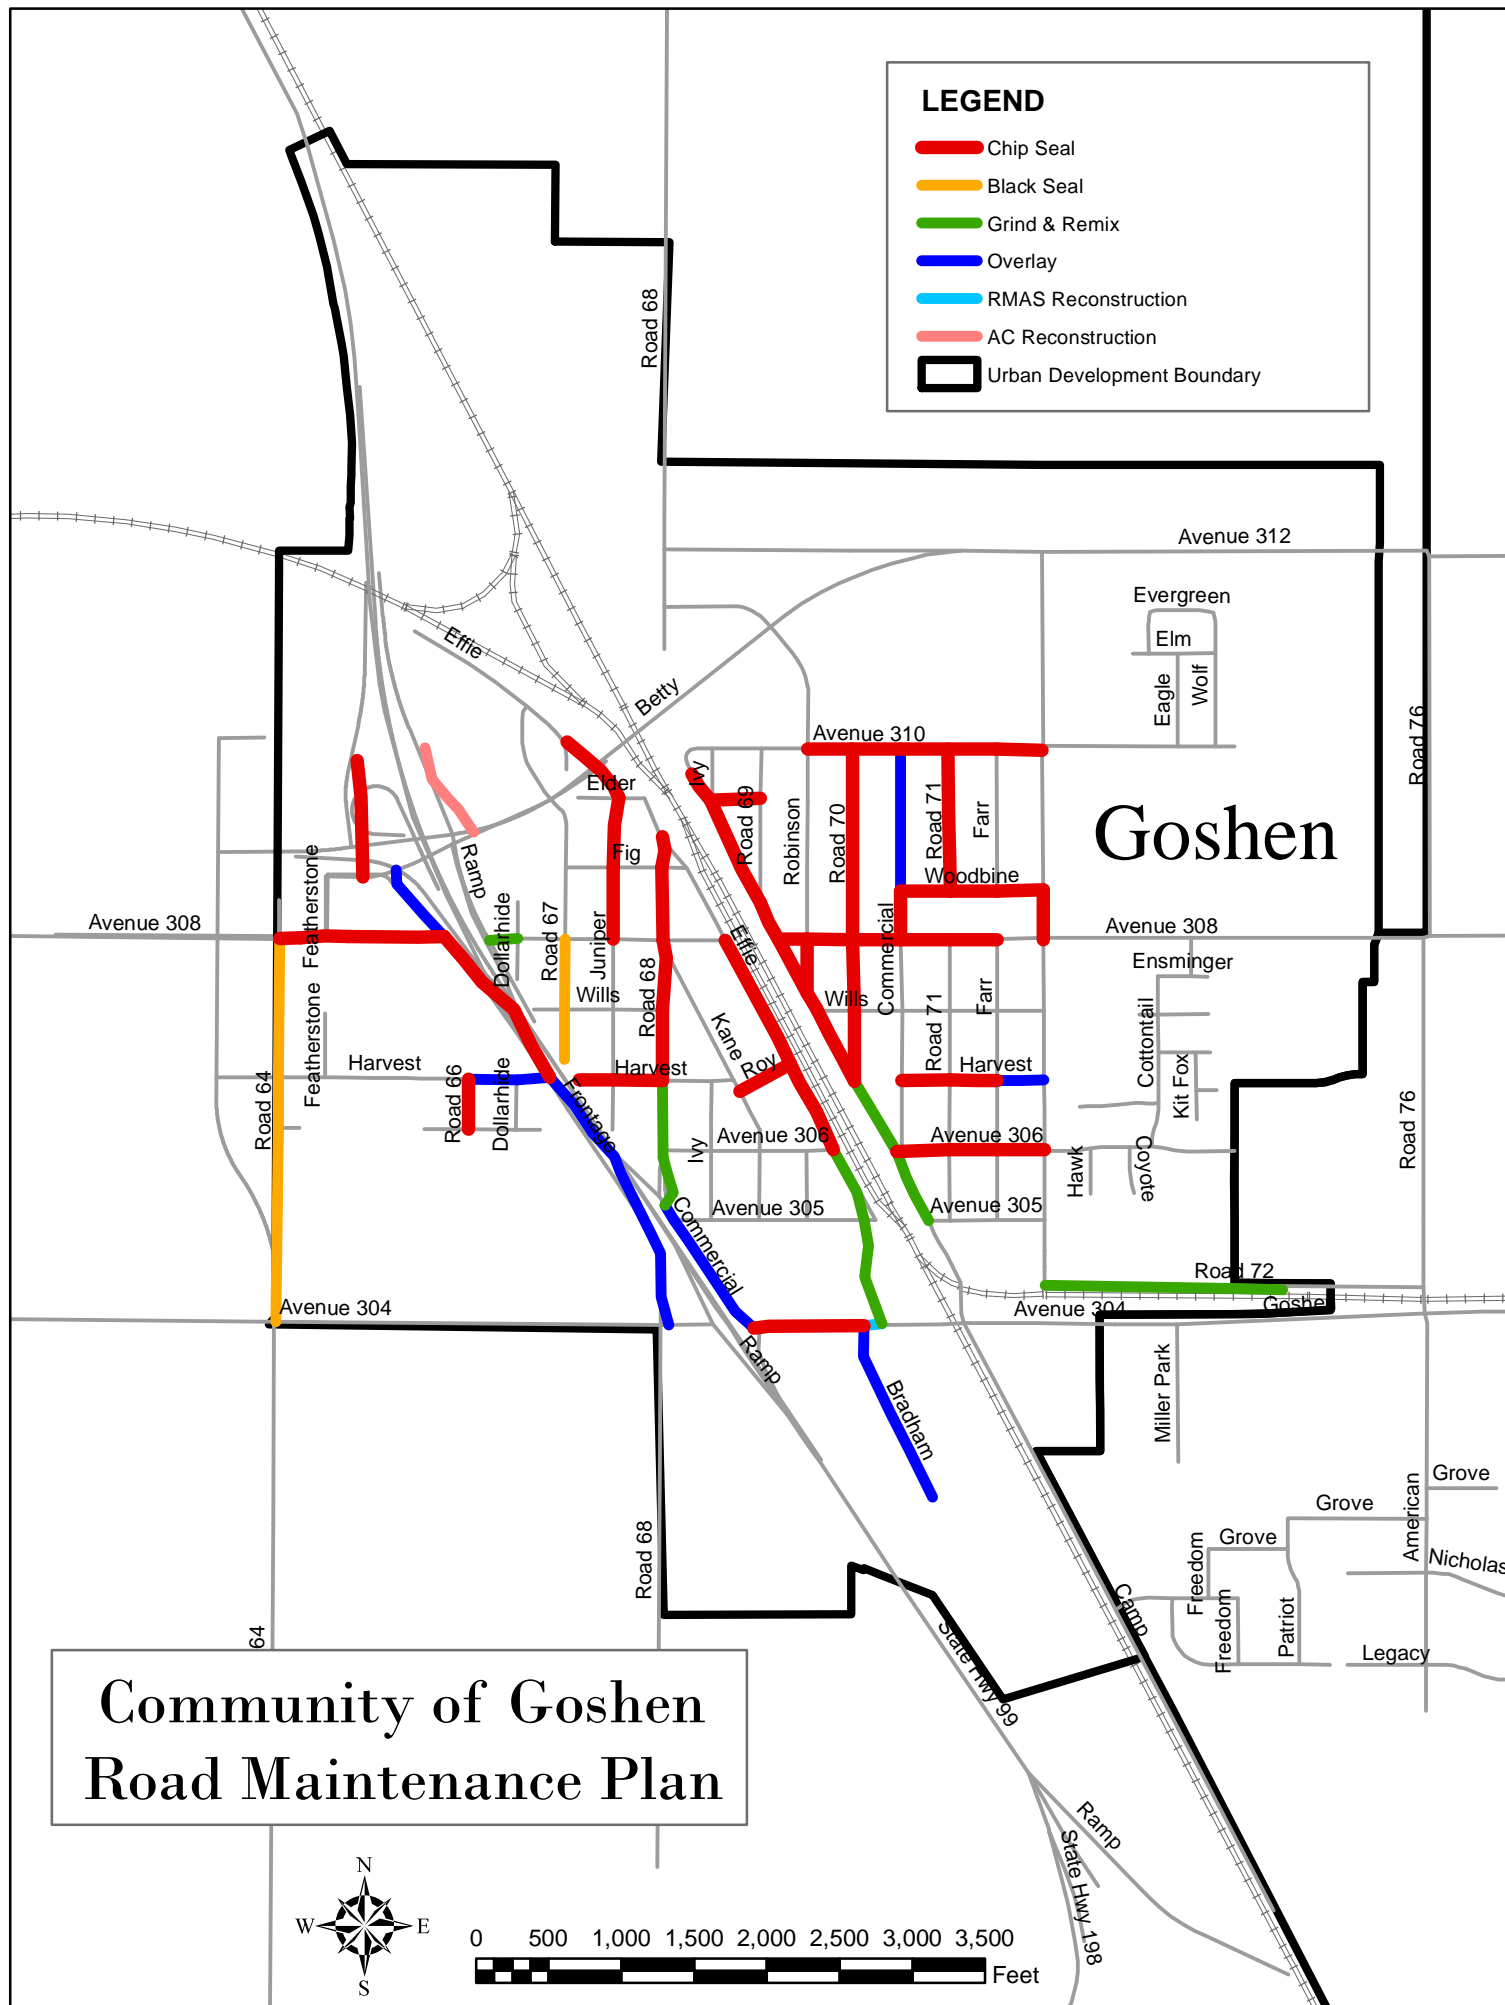 LEGEND
Chip Seal
Black Seal
Grind & Remix
Overlay
RMAS Reconstruction
AC Reconstruction
Urban Development Boundary
Road 68
Avenue 312
Evergreen
Elm
Eagle
Wolf
Effie
Betty
Road 76
Avenue 310
Ivy
Elder
Road 69
Robinson
Road 70
Road 71
Farr
Goshen
Fig
Ramp
Featherstone
Woodbine
Avenue 308
Dollarhide
Road 67
Juniper
Effie
Commercial
Avenue 308
Ensminger
Wills
Road 68
Kane
Wills
Road 71
Farr
Cottontail
Featherstone
Harvest
Road 64
Road 66
Dollarhide
Frontage
Harvest
Roy
Harvest
Kit Fox
Avenue 306
Avenue 306
Ivy
Hawk
Coyote
Road 76
Avenue 305
Avenue 305
Commercial
Road 72
Goshen
Avenue 304
Avenue 304
Ramp
Miller Park
Bradham
Road 68
American
Grove
Grove
Grove
Nicholas
Freedom
Freedom
Patriot
Legacy
Camp
State Hwy 99
64
Community of Goshen
Road Maintenance Plan
Ramp
State Hwy 198
N
W
E
S
0 500 1,000 1,500 2,000 2,500 3,000 3,500
Feet